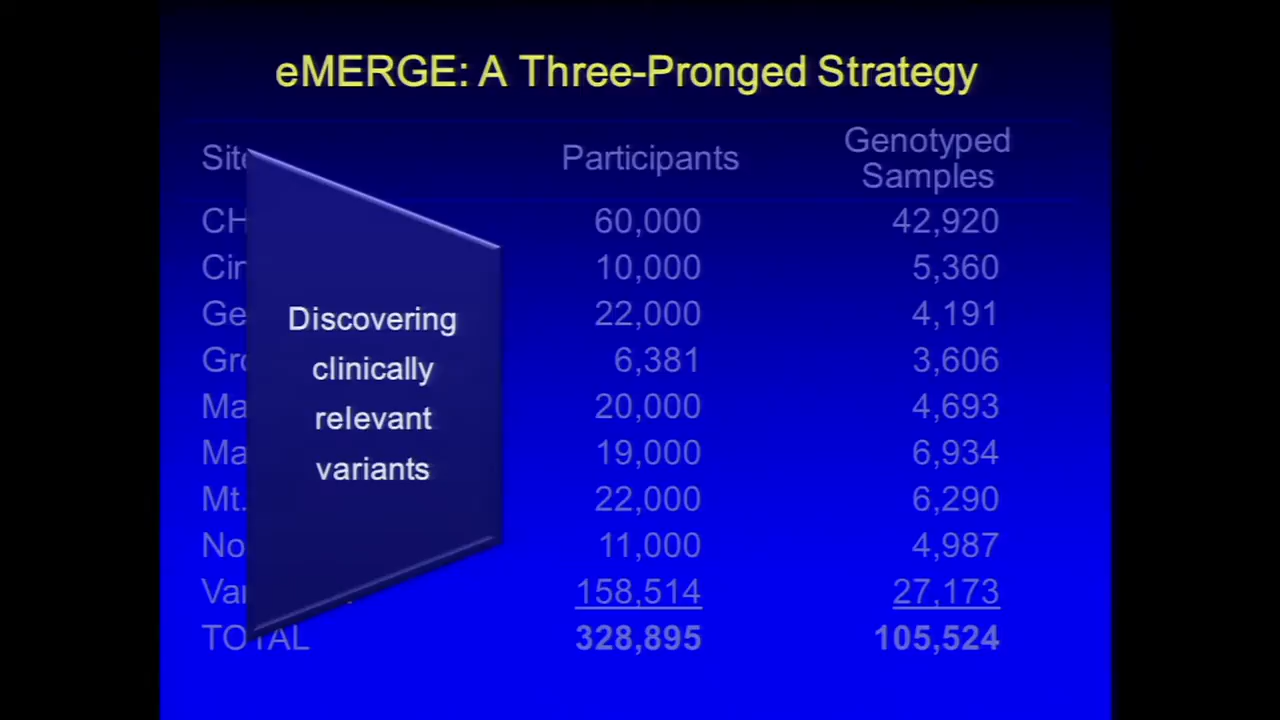 eMERGE: A Three-Pronged Strategy
Participants Genotyped Samples
60,000 42,920
10,000 5,360
22,000 4,191
6,381 3,606
20,000 4,693
19,000 6,934
Mt. 22,000 6,290
11,000 4,987
158,514 27,173
TOTAL 328,895 105,524
Discovering
clinically
relevant
variants